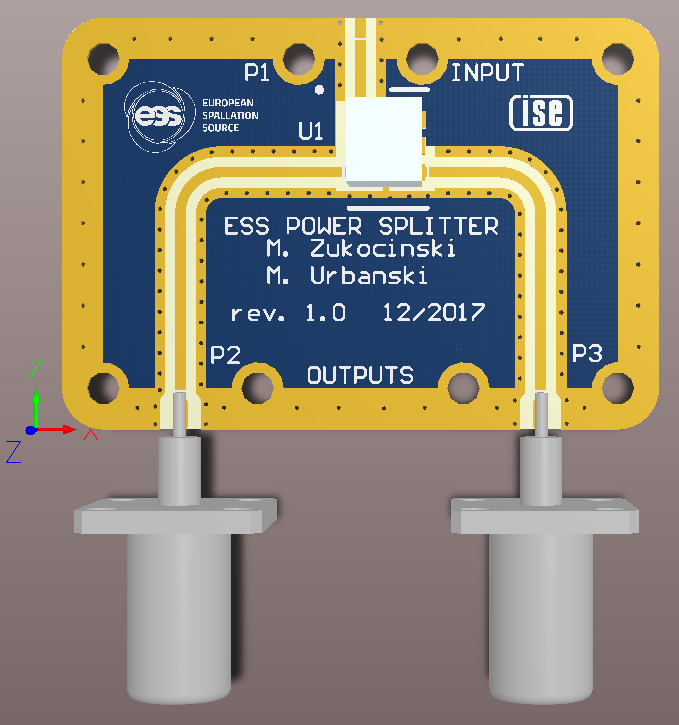 P1
INPUT
ess
EUROPEAN
SPALLATION
SOURCE
ise
U1
ESS POWER SPLITTER
M. Zukocinski
M. Urbanski
rev. 1.0 12/2017
P2
P3
OUTPUTS
Y
X
Z